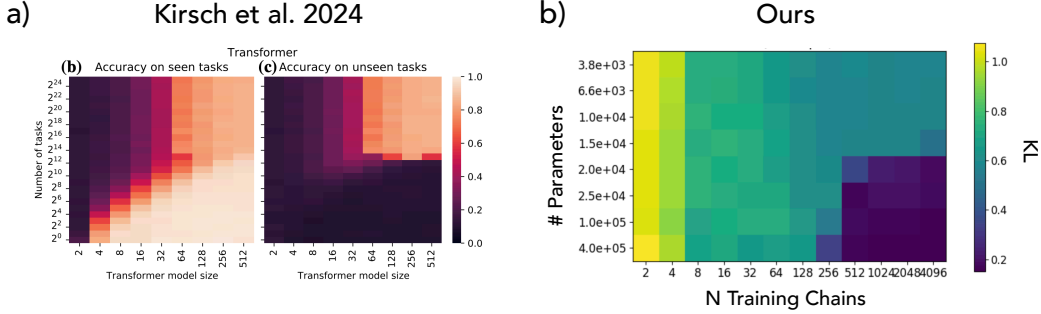 a)
Kirsch et al. 2024
Transformer
(b) Accuracy on seen tasks
(c) Accuracy on unseen tasks
Number of tasks
2^24
2^20
2^18
2^16
2^14
2^12
2^10
2^8
2^6
2^4
2^2
2^0
2 4 8 16 32 64 128 256 512
Transformer model size
2 4 8 16 32 64 128 256 512
Transformer model size
1.0
0.8
0.6
0.4
0.2
0.0
b)
Ours
# Parameters
3.8e+03
6.6e+03
1.0e+04
1.5e+04
2.0e+04
2.5e+04
1.0e+05
4.0e+05
2 4 8 16 32 64 128 256 512 1024 2048 4096
N Training Chains
1.0
0.8
0.6
0.4
0.2
KL